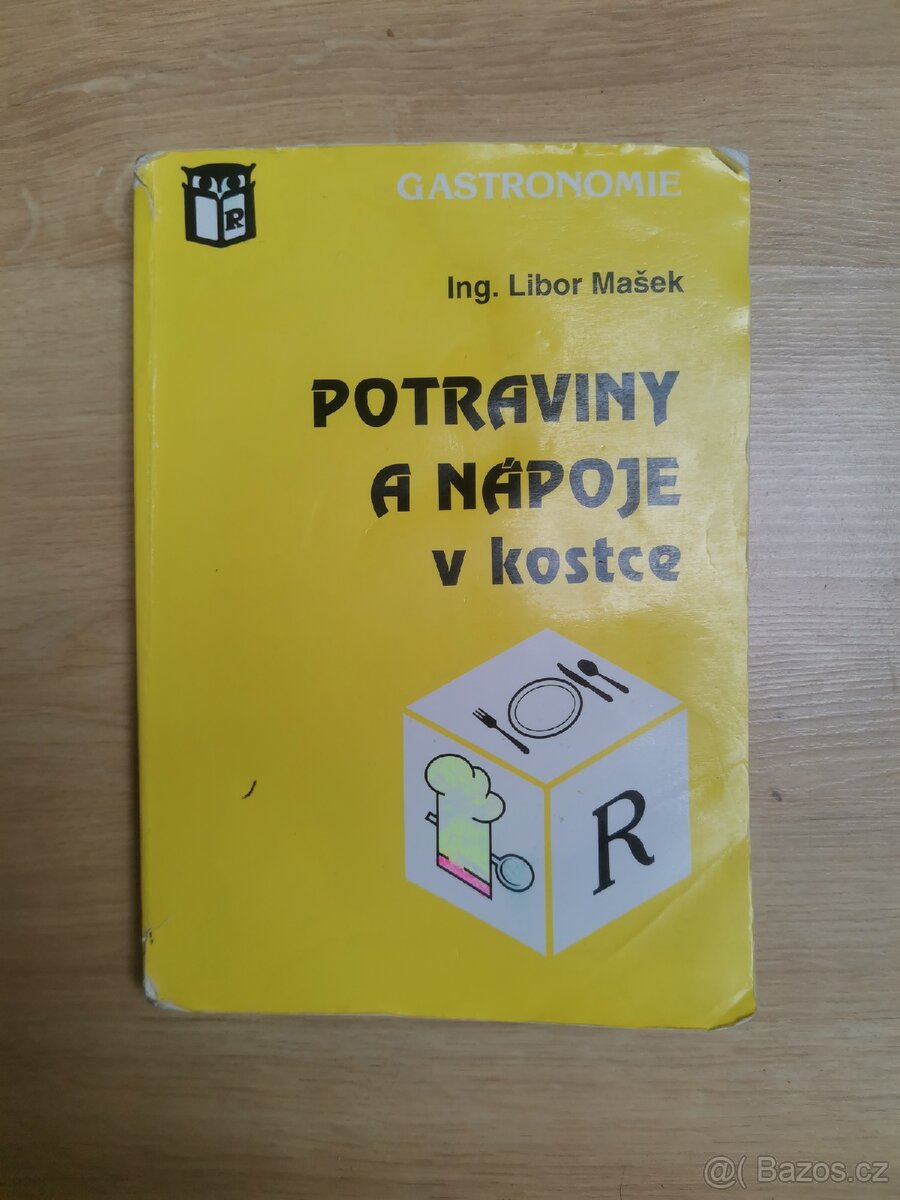 R
GASTRONOMIE
Ing. Libor Mašek
POTRAVINY
A NÁPOJE
v kostce
R
@( Bazos.cz